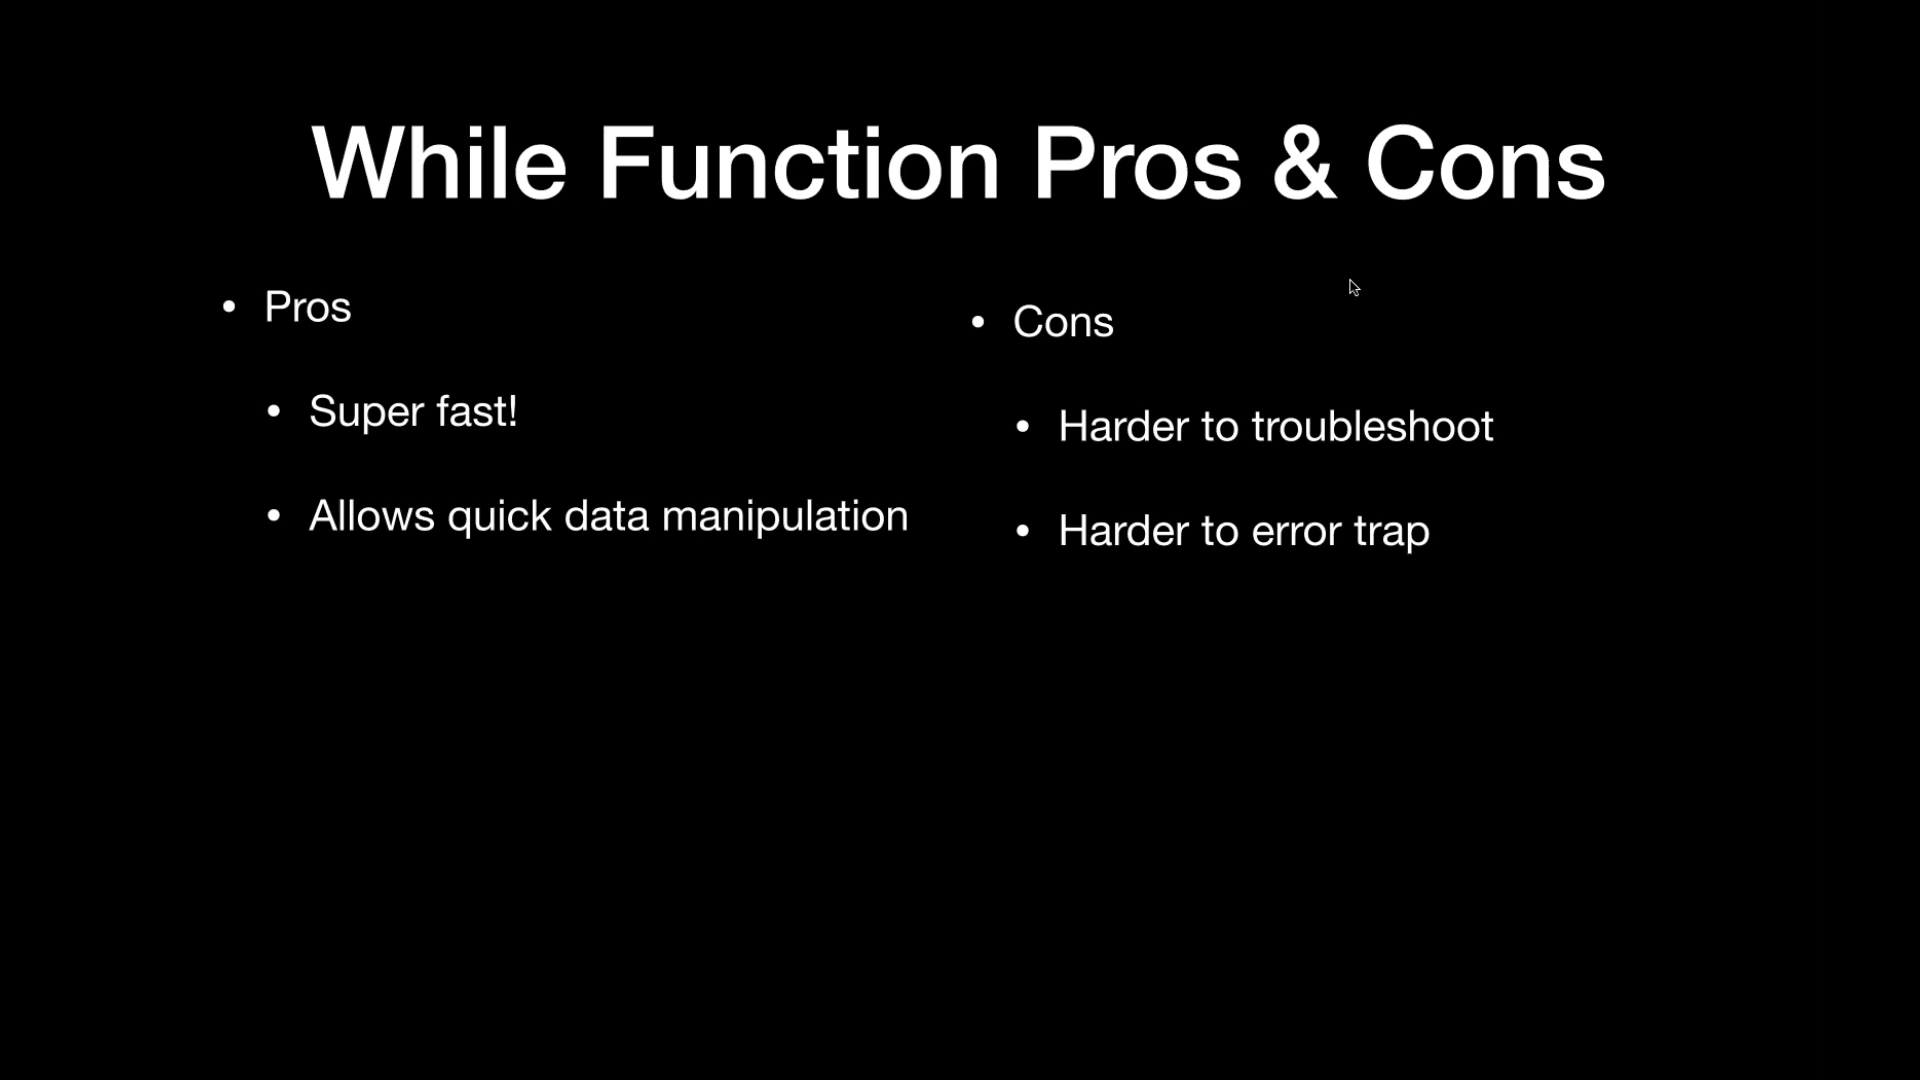 While Function Pros & Cons
• Pros
• Super fast!
• Allows quick data manipulation
• Cons
• Harder to troubleshoot
• Harder to error trap